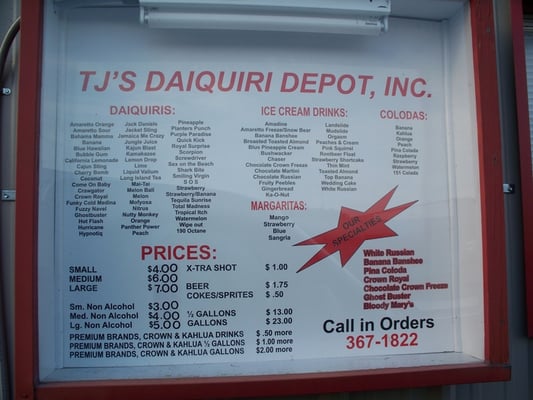 TJ'S DAIQUIRI DEPOT, INC.
DAIQUIRIS:
Amaretto Orange
Amaretto Sour
Bahama Mamma
Banana
Blue Hawaiian
Bubble Gum
California Lemonade
Cajun Sting
Cherry Bomb
Coconut
Come On Baby
Crawgator
Crown Royal
Funky Cold Medina
Fuzzy Navel
Ghostbuster
Hot Flash
Hurricane
Hypnotiq
Jack Daniels
Jacket Sting
Jamaica Me Crazy
Jungle Juice
Kajun Blast
Kamakaze
Lemon Drop
Lime
Liquid Valium
Long Island Tea
Mai-Tai
Melon Ball
Melon
Mofyosa
Nitrus
Nutty Monkey
Orange
Panther Power
Peach
Pineapple
Planters Punch
Purple Paradise
Quick Kick
Royal Surprise
Scorpion
Screwdriver
Sex on the Beach
Shark Bite
Smiling Virgin
S O S
Strawberry
Strawberry/Banana
Tequila Sunrise
Total Madness
Tropical Itch
Watermelon
Wipe out
190 Octane
ICE CREAM DRINKS:
Amadine
Amaretto Freeze/Snow Bear
Banana Banshee
Broasted Toasted Almond
Blue Pineapple Cream
Bushwacker
Chaser
Chocolate Crown Freeze
Chocolate Martini
Chocolate Russian
Fruity Peebles
Gingerbread
Ka-O-Nut
Landslide
Mudslide
Orgasm
Peaches & Cream
Pink Squirrel
Rootbeer Float
Strawberry Shortcake
Thin Mint
Toasted Almond
Top Banana
Wedding Cake
White Russian
MARGARITAS:
Mango
Strawberry
Blue
Sangria
COLODAS:
Banana
Kahlua
Orange
Peach
Pina Colada
Raspberry
Strawberry
Watermelon
151 Colada
OUR
SPECIALTIES
White Russian
Banana Banshee
Pina Coloda
Crown Royal
Chocolate Crown Freeze
Ghost Buster
Bloody Mary's
PRICES:
SMALL $4.00 X-TRA SHOT $ 1.00
MEDIUM $6.00
LARGE $ 7.00 BEER $ 1.75
COKES/SPRITES $ .50
Sm. Non Alcohol $3.00
Med. Non Alcohol $4.00 ½ GALLONS $ 13.00
Lg. Non Alcohol $5.00 GALLONS $ 23.00
PREMIUM BRANDS, CROWN & KAHLUA DRINKS $ .50 more
PREMIUM BRANDS, CROWN & KAHLUA ½ GALLONS $ 1.00 more
PREMIUM BRANDS, CROWN & KAHLUA GALLONS $2.00 more
Call in Orders
367-1822